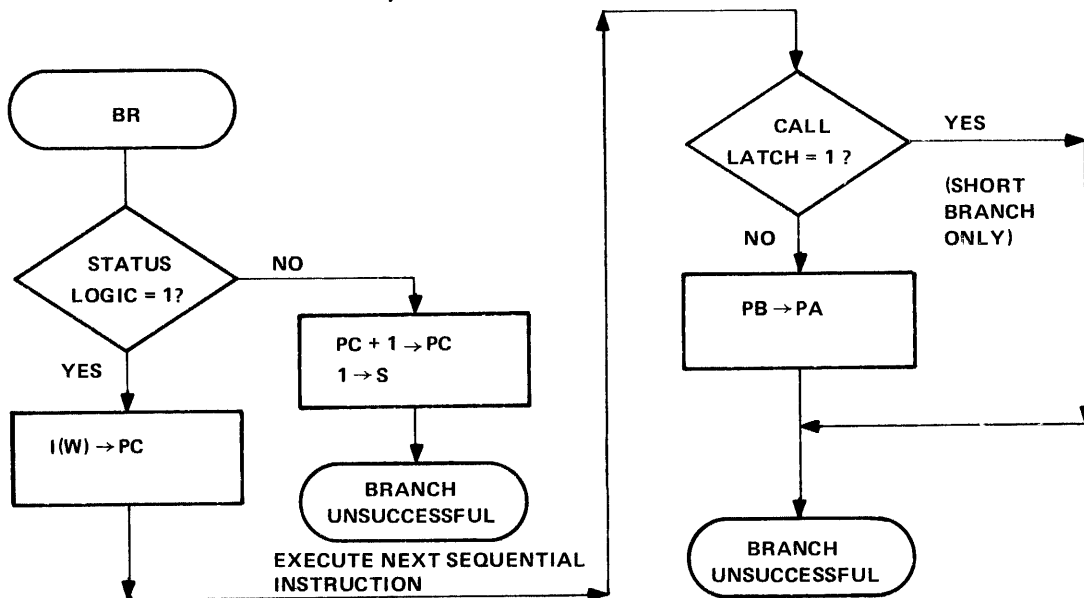 BR
STATUS
LOGIC = 1?
NO
YES
PC + 1 → PC
1 → S
I(W) → PC
BRANCH
UNSUCCESSFUL
EXECUTE NEXT SEQUENTIAL
INSTRUCTION
CALL
LATCH = 1 ?
YES
(SHORT
BRANCH
ONLY)
NO
PB → PA
BRANCH
UNSUCCESSFUL